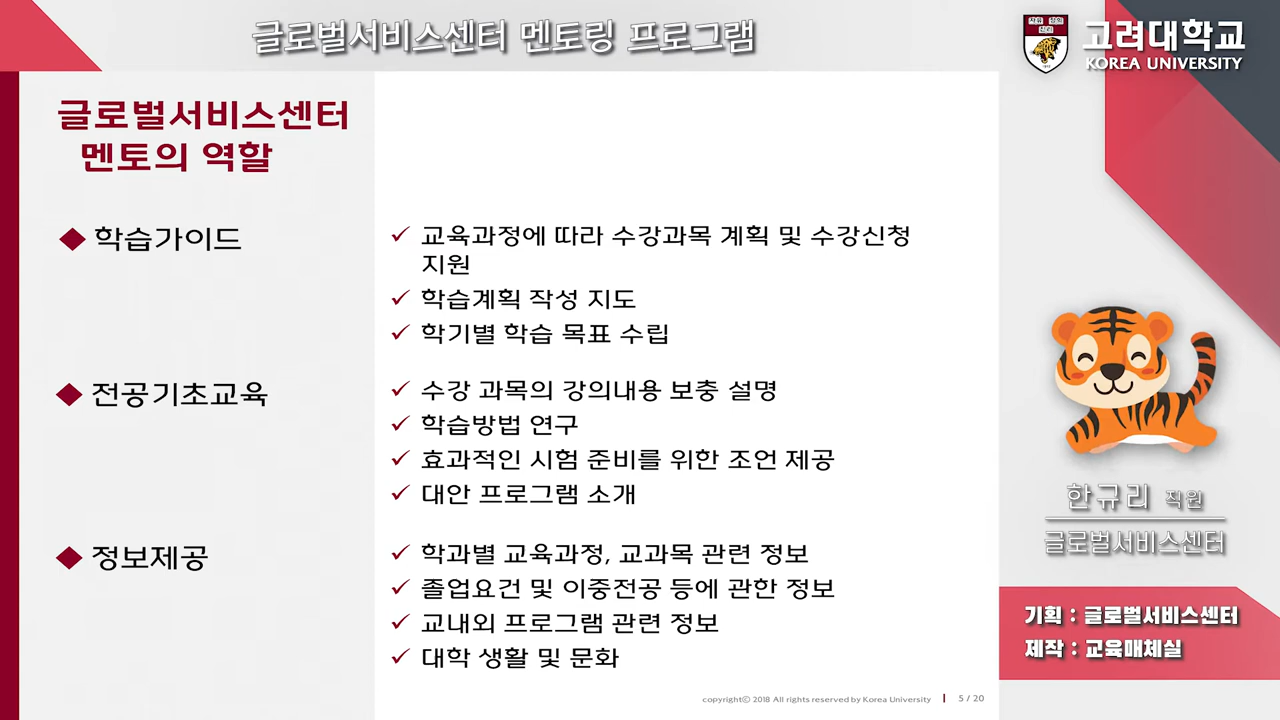 글로벌서비스센터 멘토링 프로그램
고려대학교
KOREA UNIVERSITY
글로벌서비스센터
멘토의 역할
◆ 학습가이드
✓ 교육과정에 따라 수강과목 계획 및 수강신청
지원
✓ 학습계획 작성 지도
✓ 학기별 학습 목표 수립
◆ 전공기초교육
✓ 수강 과목의 강의내용 보충 설명
✓ 학습방법 연구
✓ 효과적인 시험 준비를 위한 조언 제공
✓ 대안 프로그램 소개
◆ 정보제공
✓ 학과별 교육과정, 교과목 관련 정보
✓ 졸업요건 및 이중전공 등에 관한 정보
✓ 교내외 프로그램 관련 정보
✓ 대학 생활 및 문화
한규리 직원
글로벌서비스센터
기획 : 글로벌서비스센터
제작 : 교육매체실
copyrightⓒ 2018 All rights reserved by Korea University | 5 / 20